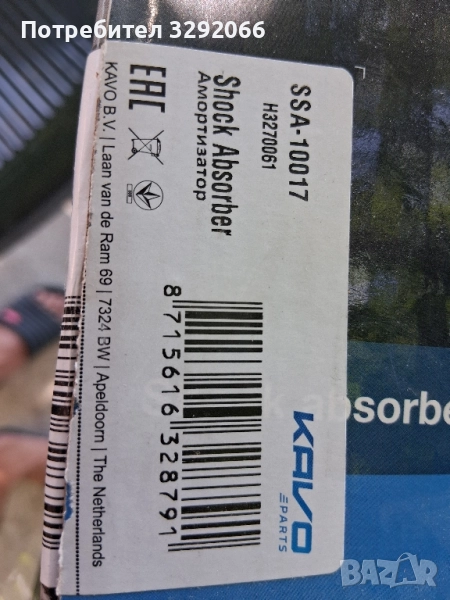 Потребител 3292066
SSA-10017
H3270061
Shock Absorber
Амортизатор
EAC
KAVO B.V. | Laan van de Ram 69 | 7324 BW | Apeldoorn | The Netherlands
8 715616 328791
KAVO
PARTS
absorbe
BAZAR